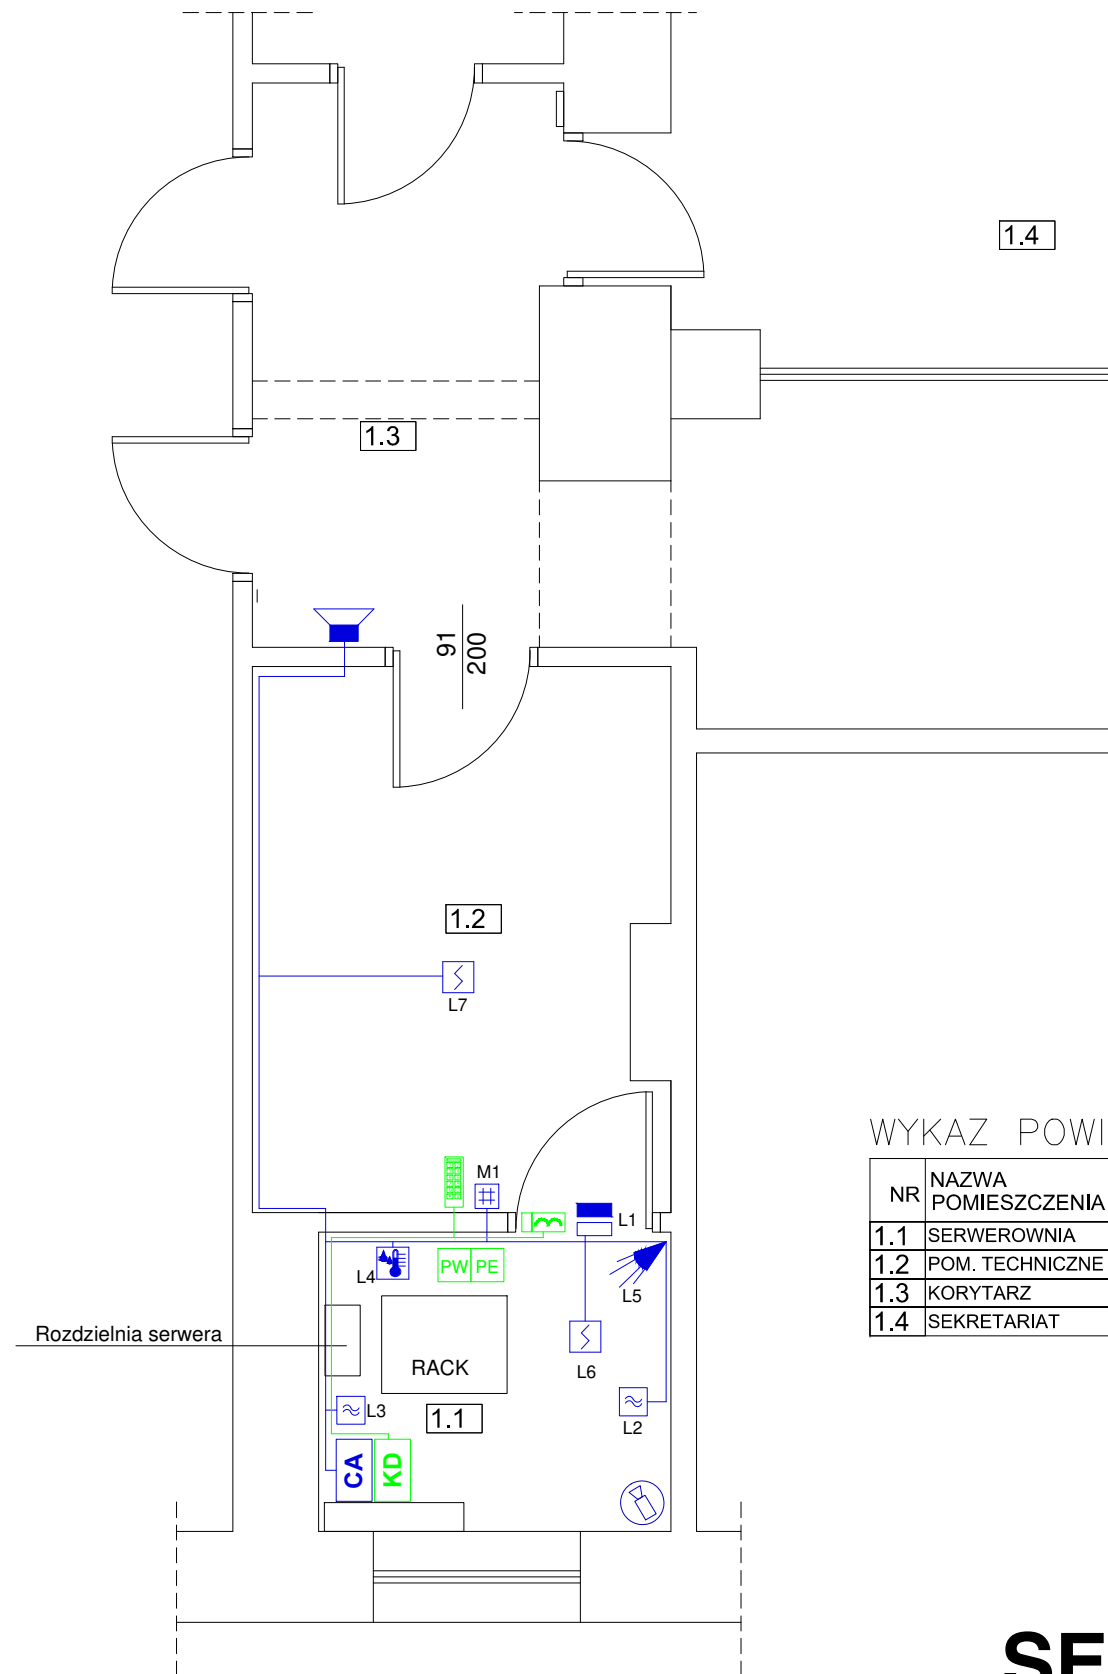 1.4
1.3
91
200
1.2
L7
M1
L1
L4
PW PE
L5
Rozdzielnia serwera
RACK
L6
L3
1.1
L2
CA
KD
WYKAZ POWI
NR NAZWA POMIESZCZENIA
1.1 SERWEROWNIA
1.2 POM. TECHNICZNE
1.3 KORYTARZ
1.4 SEKRETARIAT
SE